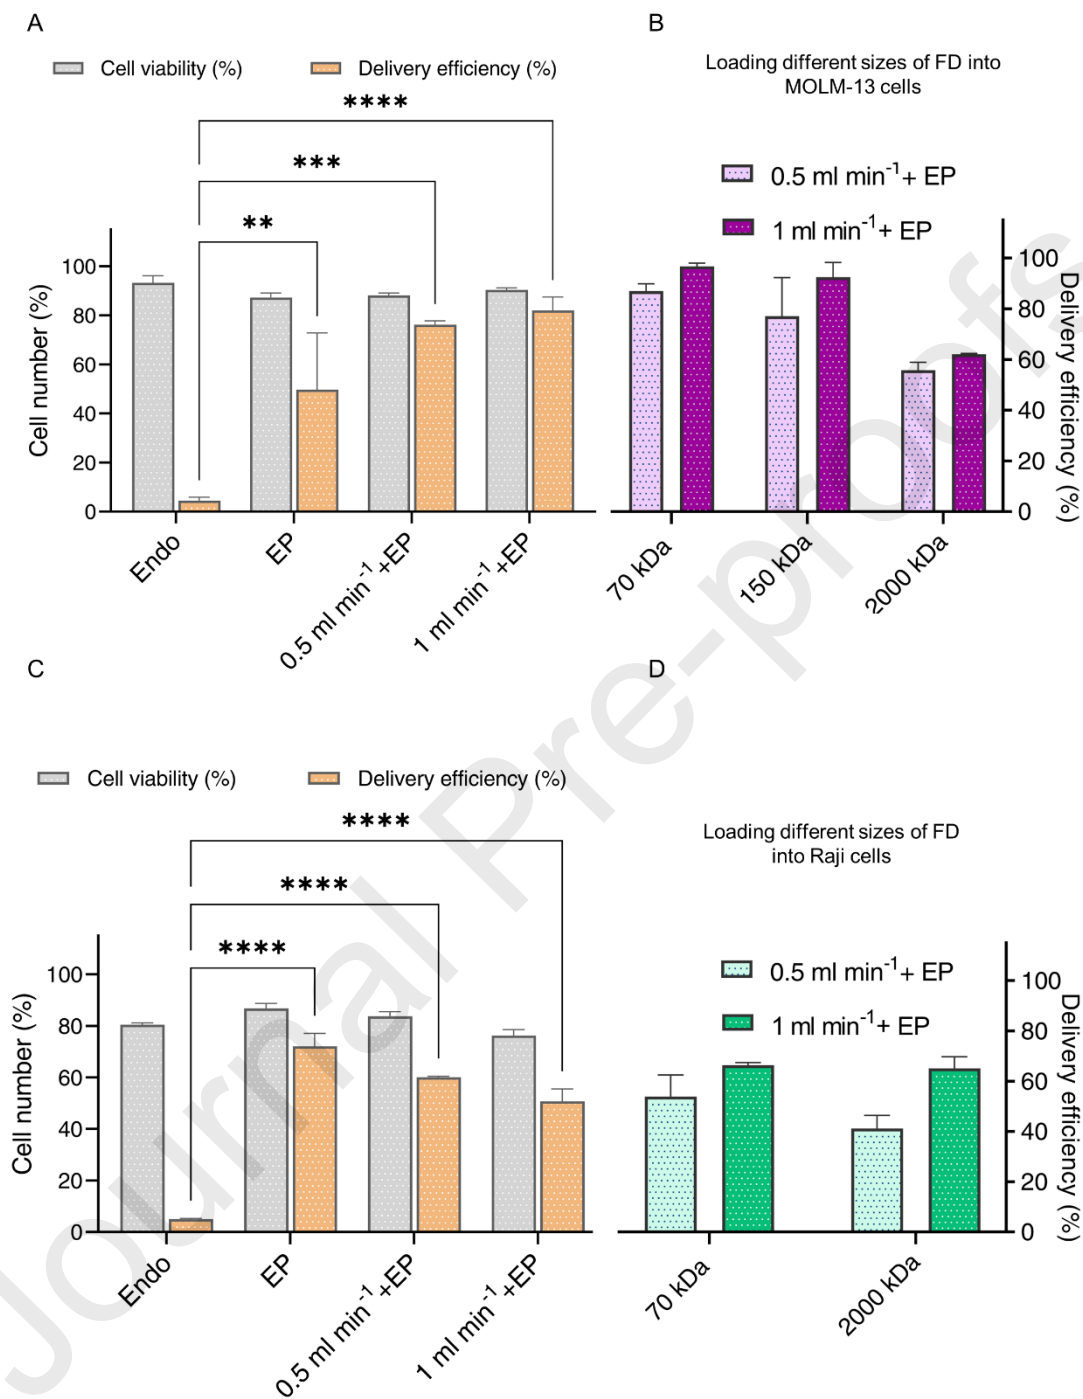 A
Cell viability (%)
Delivery efficiency (%)
****
***
**
Cell number (%)
100
80
60
40
20
0
Endo
EP
0.5 ml min⁻¹+EP
1 ml min⁻¹+EP
B
Loading different sizes of FD into
MOLM-13 cells
0.5 ml min⁻¹+ EP
1 ml min⁻¹+ EP
100
80
60
40
20
0
Delivery efficiency (%)
70 kDa
150 kDa
2000 kDa
C
Cell viability (%)
Delivery efficiency (%)
****
****
****
Cell number (%)
100
80
60
40
20
0
Endo
EP
0.5 ml min⁻¹+EP
1 ml min⁻¹+EP
D
Loading different sizes of FD
into Raji cells
0.5 ml min⁻¹+ EP
1 ml min⁻¹+ EP
100
80
60
40
20
0
Delivery efficiency (%)
70 kDa
2000 kDa
Journal Pre-proofs